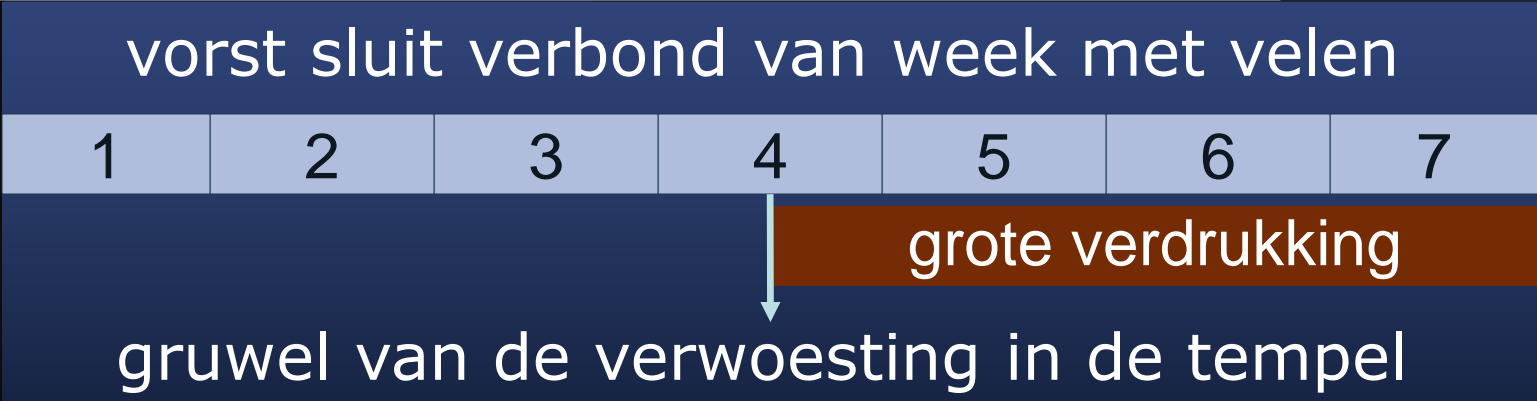 vorst sluit verbond van week met velen
1 2 3 4 5 6 7
grote verdrukking
gruwel van de verwoesting in de tempel